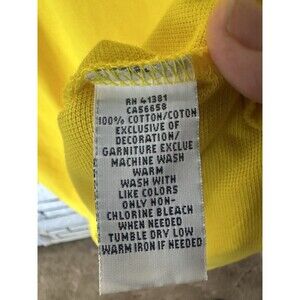 RN 41381
CA56658
100% COTTON/COTON
EXCLUSIVE OF
DECORATION/
GARNITURE EXCLUE
MACHINE WASH
WARM
WASH WITH
LIKE COLORS
ONLY NON-
CHLORINE BLEACH
WHEN NEEDED
TUMBLE DRY LOW
WARM IRON IF NEEDED